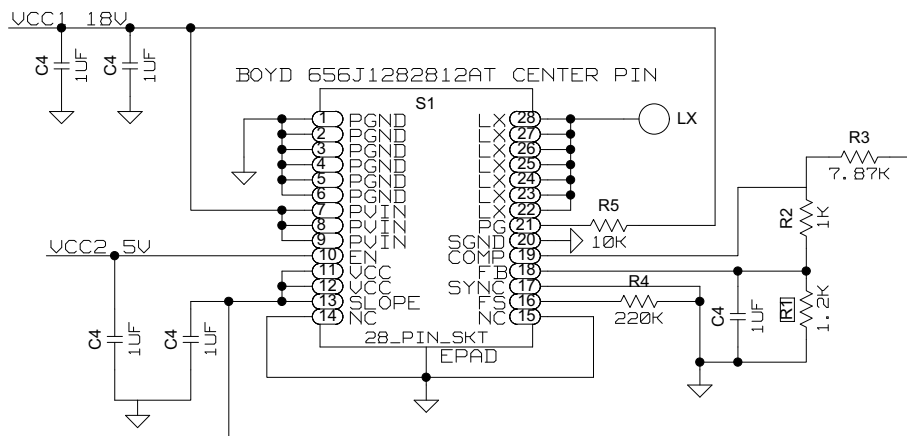 VCC1 18V
C4 1UF
C4 1UF
BOYD 656J1282812AT CENTER PIN
S1
1 PGND LX 28
2 PGND LX 27
3 PGND LX 26
4 PGND LX 25
5 PGND LX 24
6 PGND LX 23
7 PVIN LX 22
8 PVIN PG 21
9 PVIN SGND 20
10 EN COMP 19
11 VCC FB 18
12 VCC SYNC 17
13 SLOPE FS 16
14 NC NC 15
28_PIN_SKT
EPAD
LX
R3
7.87K
R2 1K
R5
10K
VCC2 5V
R4
220K
C4 1UF
C4 1UF
C4 1UF
R1 1.2K